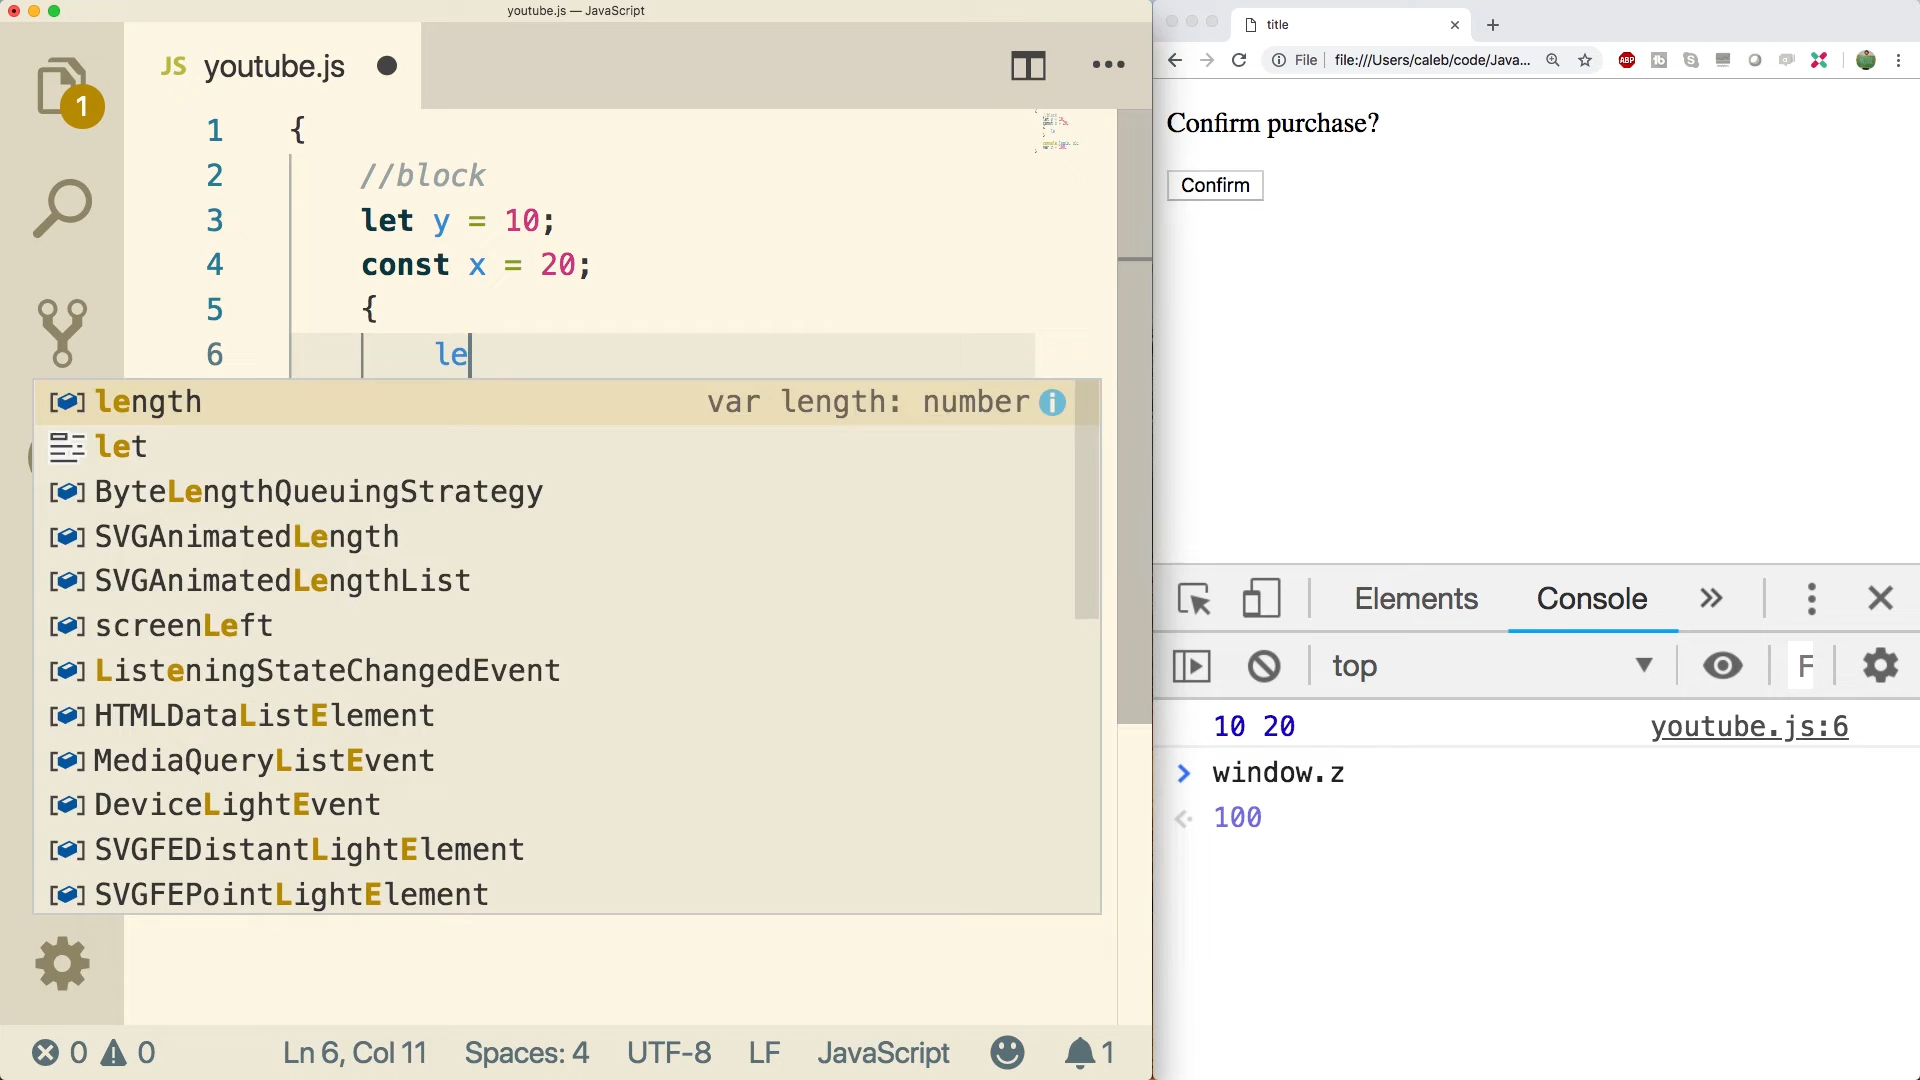 youtube.js — JavaScript
JS youtube.js
1
1 {
2 //block
3 let y = 10;
4 const x = 20;
5 {
6 le
length var length: number
let
ByteLengthQueuingStrategy
SVGAnimatedLength
SVGAnimatedLengthList
screenLeft
ListeningStateChangedEvent
HTMLDataListElement
MediaQueryListEvent
DeviceLightEvent
SVGFEDistantLightElement
SVGFEPointLightElement
0 0 Ln 6, Col 11 Spaces: 4 UTF-8 LF JavaScript 1
title
File file:///Users/caleb/code/Java...
ABP
Confirm purchase?
Confirm
Elements Console
top F
10 20 youtube.js:6
window.z
100